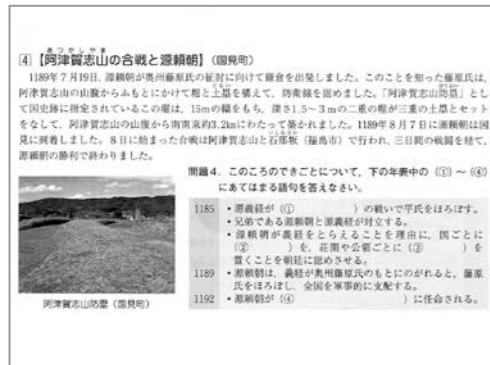 あつかしやま
④【阿津賀志山の合戦と源頼朝】(国見町)
1189年7月19日，源頼朝が奥州藤原氏の征討に向けて鎌倉を出発しました。このことを知った藤原氏は，
阿津賀志山の山腹からふもとにかけて堀と土塁を構えて，防衛線を固めました。「阿津賀志山防塁」とし
て国史跡に指定されているこの堀は，15mの幅をもち，深さ1.5～3mの二重の堀が三重の土塁とセット
をなして，阿津賀志山の山腹から南南東約3.2kmにわたって築かれました。1189年8月7日に源頼朝は国
見に到着しました。8日に始まった合戦は阿津賀志山と石那坂（福島市）で行われ，三日間の戦闘を経て，
源頼朝の勝利で終わりました。
問題4．このころのできごとについて，下の年表中の（①）～（④）
にあてはまる語句を答えなさい。
1185 ・源義経が（① ）の戦いで平氏をほろぼす。
・兄弟である源頼朝と源義経が対立する。
・源頼朝が義経をとらえることを理由に，国ごとに
（② ）を，荘園や公領ごとに（③ ）を
置くことを朝廷に認めさせる。
1189 ・源頼朝は，義経が奥州藤原氏のもとにのがれると，藤原
氏をほろぼし，全国を軍事的に支配する。
1192 ・源頼朝が（④ ）に任命される。
阿津賀志山防塁（国見町）